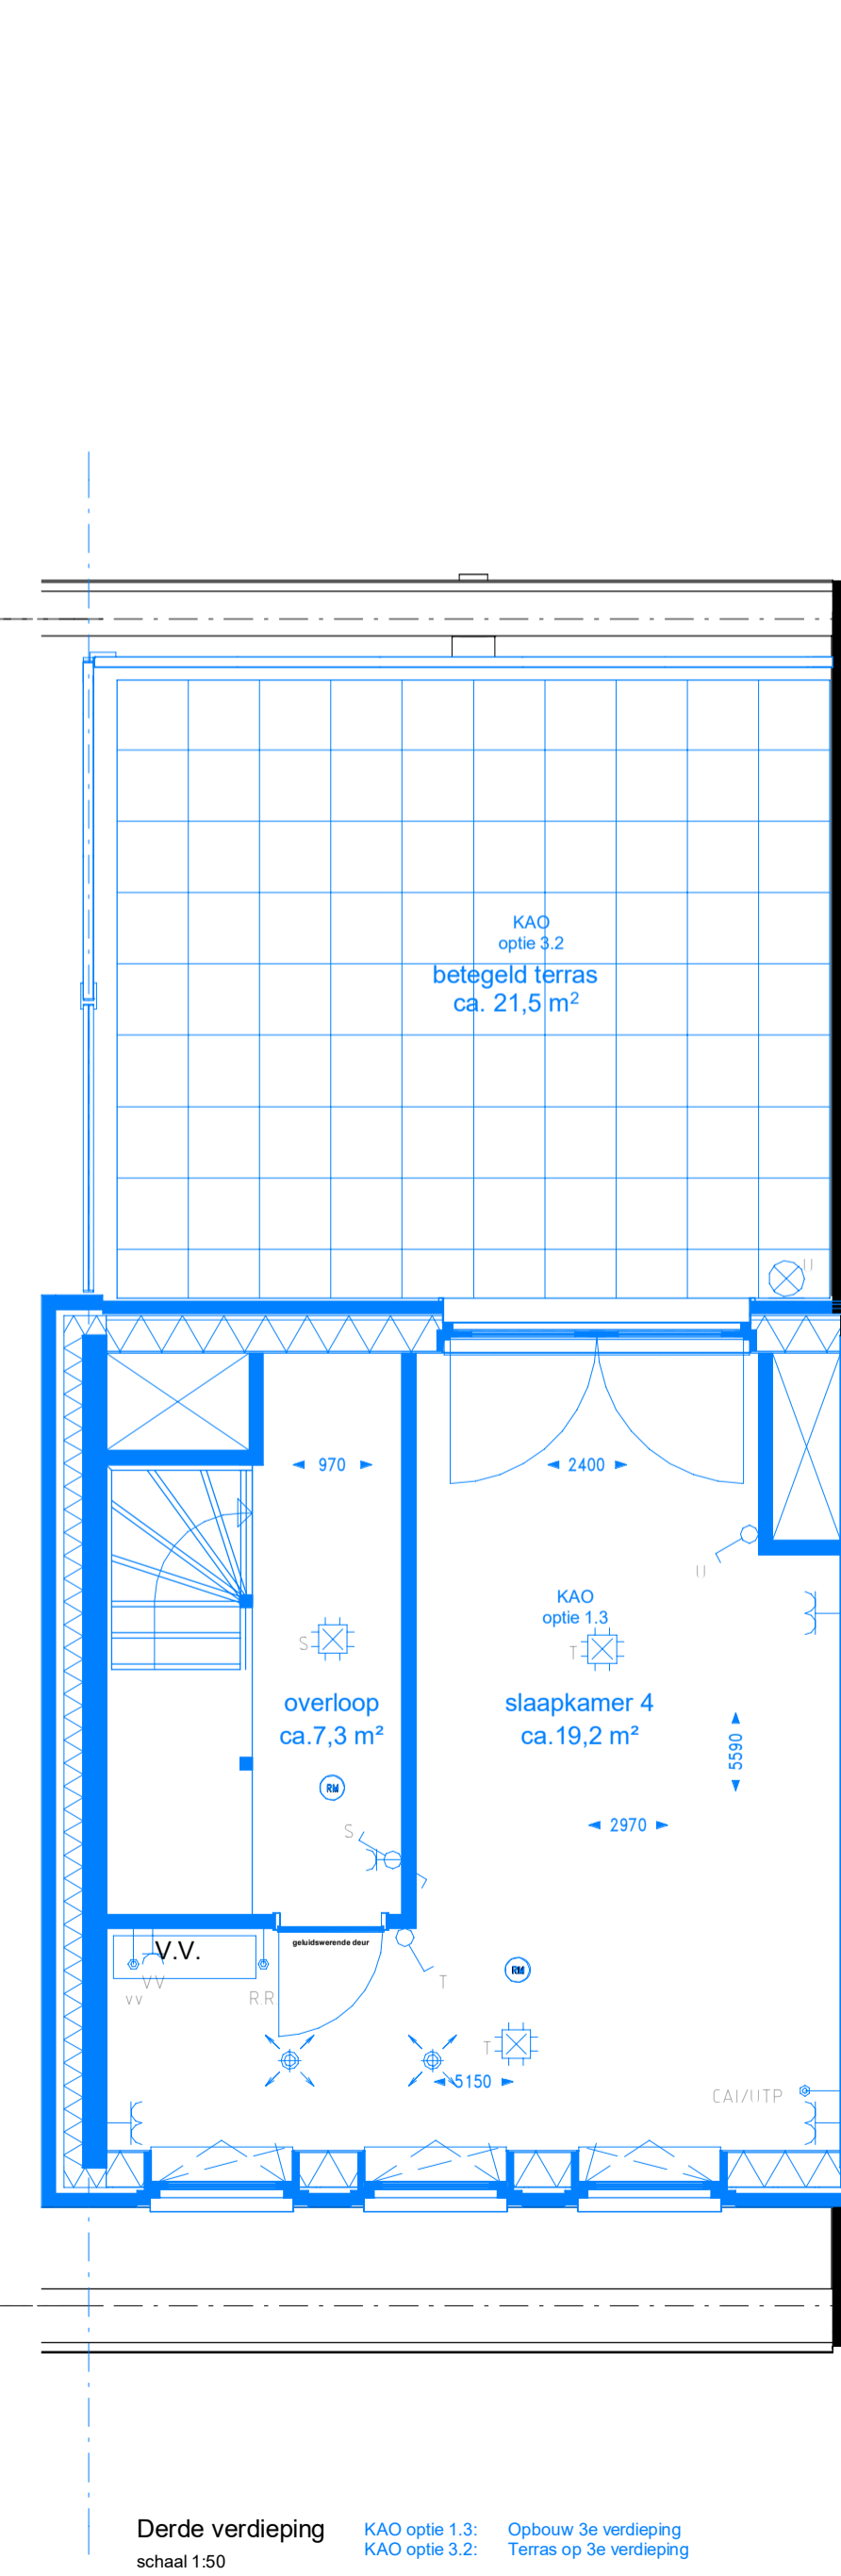 KAO
optie 3.2
betegeld terras
ca. 21,5 m²
U
970
2400
U
KAO
optie 1.3
S
T
overloop
ca.7,3 m²
slaapkamer 4
ca.19,2 m²
5590
RM
2970
S
geluidswerende deur
V.V.
RM
VV
vv
R.R
T
T
5150
CAI/UTP
Derde verdieping
schaal 1:50
KAO optie 1.3: Opbouw 3e verdieping
KAO optie 3.2: Terras op 3e verdieping